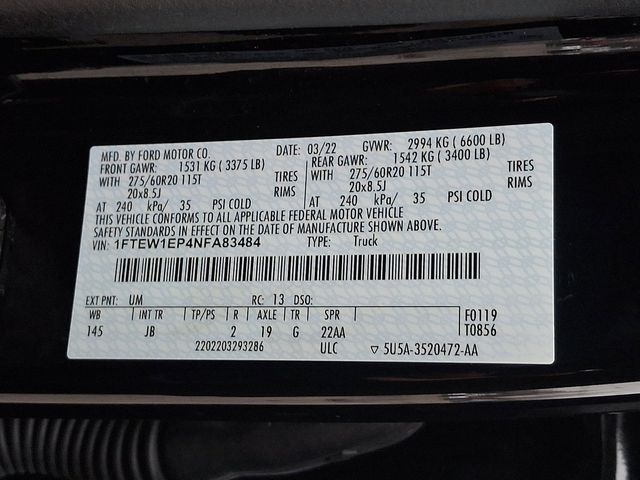 MFD. BY FORD MOTOR CO. DATE: 03/22 GVWR: 2994 KG ( 6600 LB)
FRONT GAWR: 1531 KG ( 3375 LB) REAR GAWR: 1542 KG ( 3400 LB)
WITH 275/60R20 115T TIRES WITH 275/60R20 115T TIRES
20x8.5J RIMS 20x8.5J RIMS
AT 240 kPa/ 35 PSI COLD AT 240 kPa/ 35 PSI COLD
THIS VEHICLE CONFORMS TO ALL APPLICABLE FEDERAL MOTOR VEHICLE
SAFETY STANDARDS IN EFFECT ON THE DATE OF MANUFACTURE SHOWN ABOVE.
VIN: 1FTEW1EP4NFA83484 TYPE: Truck
EXT PNT: UM RC: 13 DSO: F0119
WB INT TR TP/PS R AXLE TR SPR T0856
145 JB 2 19 G 22AA
2202203293286 ULC ▽ 5U5A-3520472-AA